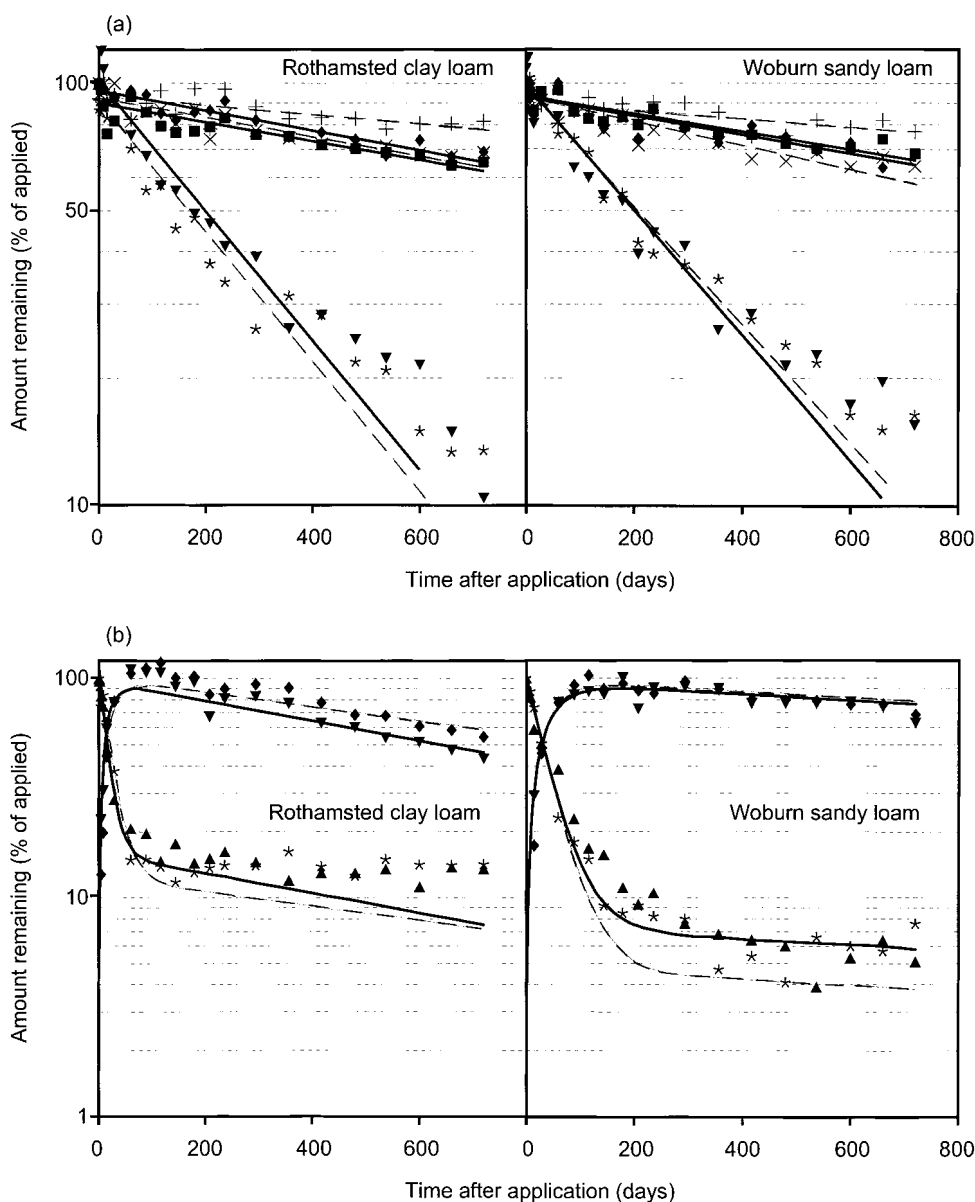 (a)
Rothamsted clay loam
Woburn sandy loam
100
50
10
Amount remaining (% of applied)
0 200 400 600 0 200 400 600 800
Time after application (days)
(b)
100
10
1
Rothamsted clay loam
Woburn sandy loam
Amount remaining (% of applied)
0 200 400 600 0 200 400 600 800
Time after application (days)